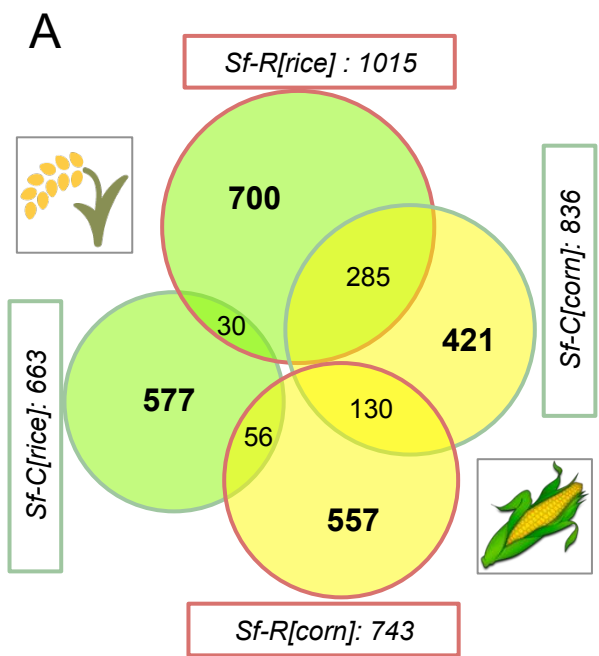 A
Sf-R[rice] : 1015
700
Sf-C[corn]: 836
285
30
421
Sf-C[rice]: 663
577
130
56
557
Sf-R[corn]: 743